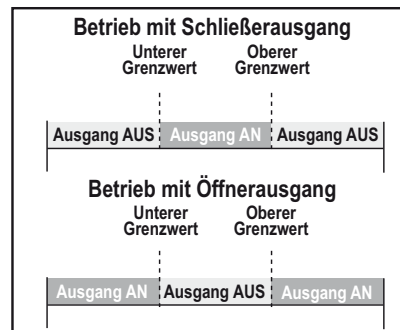 Betrieb mit Schließerausgang
Unterer Grenzwert
Oberer Grenzwert
Ausgang AUS
Ausgang AN
Ausgang AUS
Betrieb mit Öffnerausgang
Unterer Grenzwert
Oberer Grenzwert
Ausgang AN
Ausgang AUS
Ausgang AN